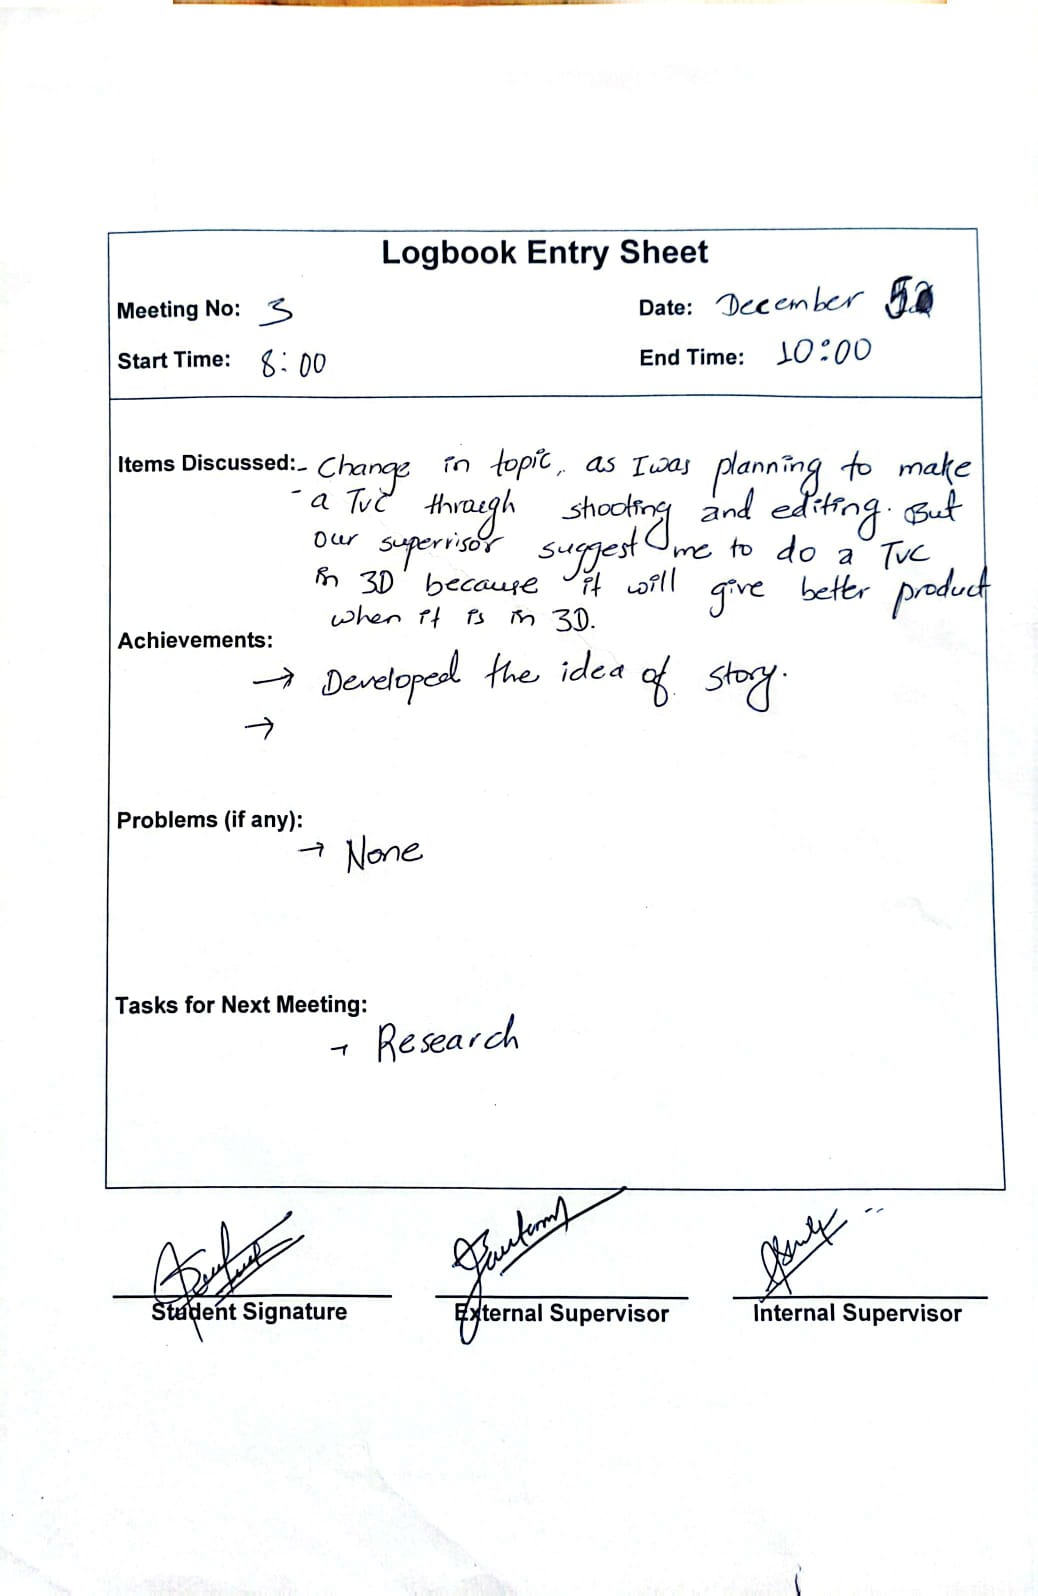 Logbook Entry Sheet
Meeting No: 3
Date: December
Start Time: 8:00
End Time: 10:00
Items Discussed:- Change in topic, as I was planning to make
- a TVC through shooting and editing. But
our supervisor suggest me to do a TVC
in 3D because it will give better product
when it is in 3D.
Achievements:
→ Developed the idea of story.
→
Problems (if any):
→ None
Tasks for Next Meeting:
→ Research
Student Signature
External Supervisor
Internal Supervisor